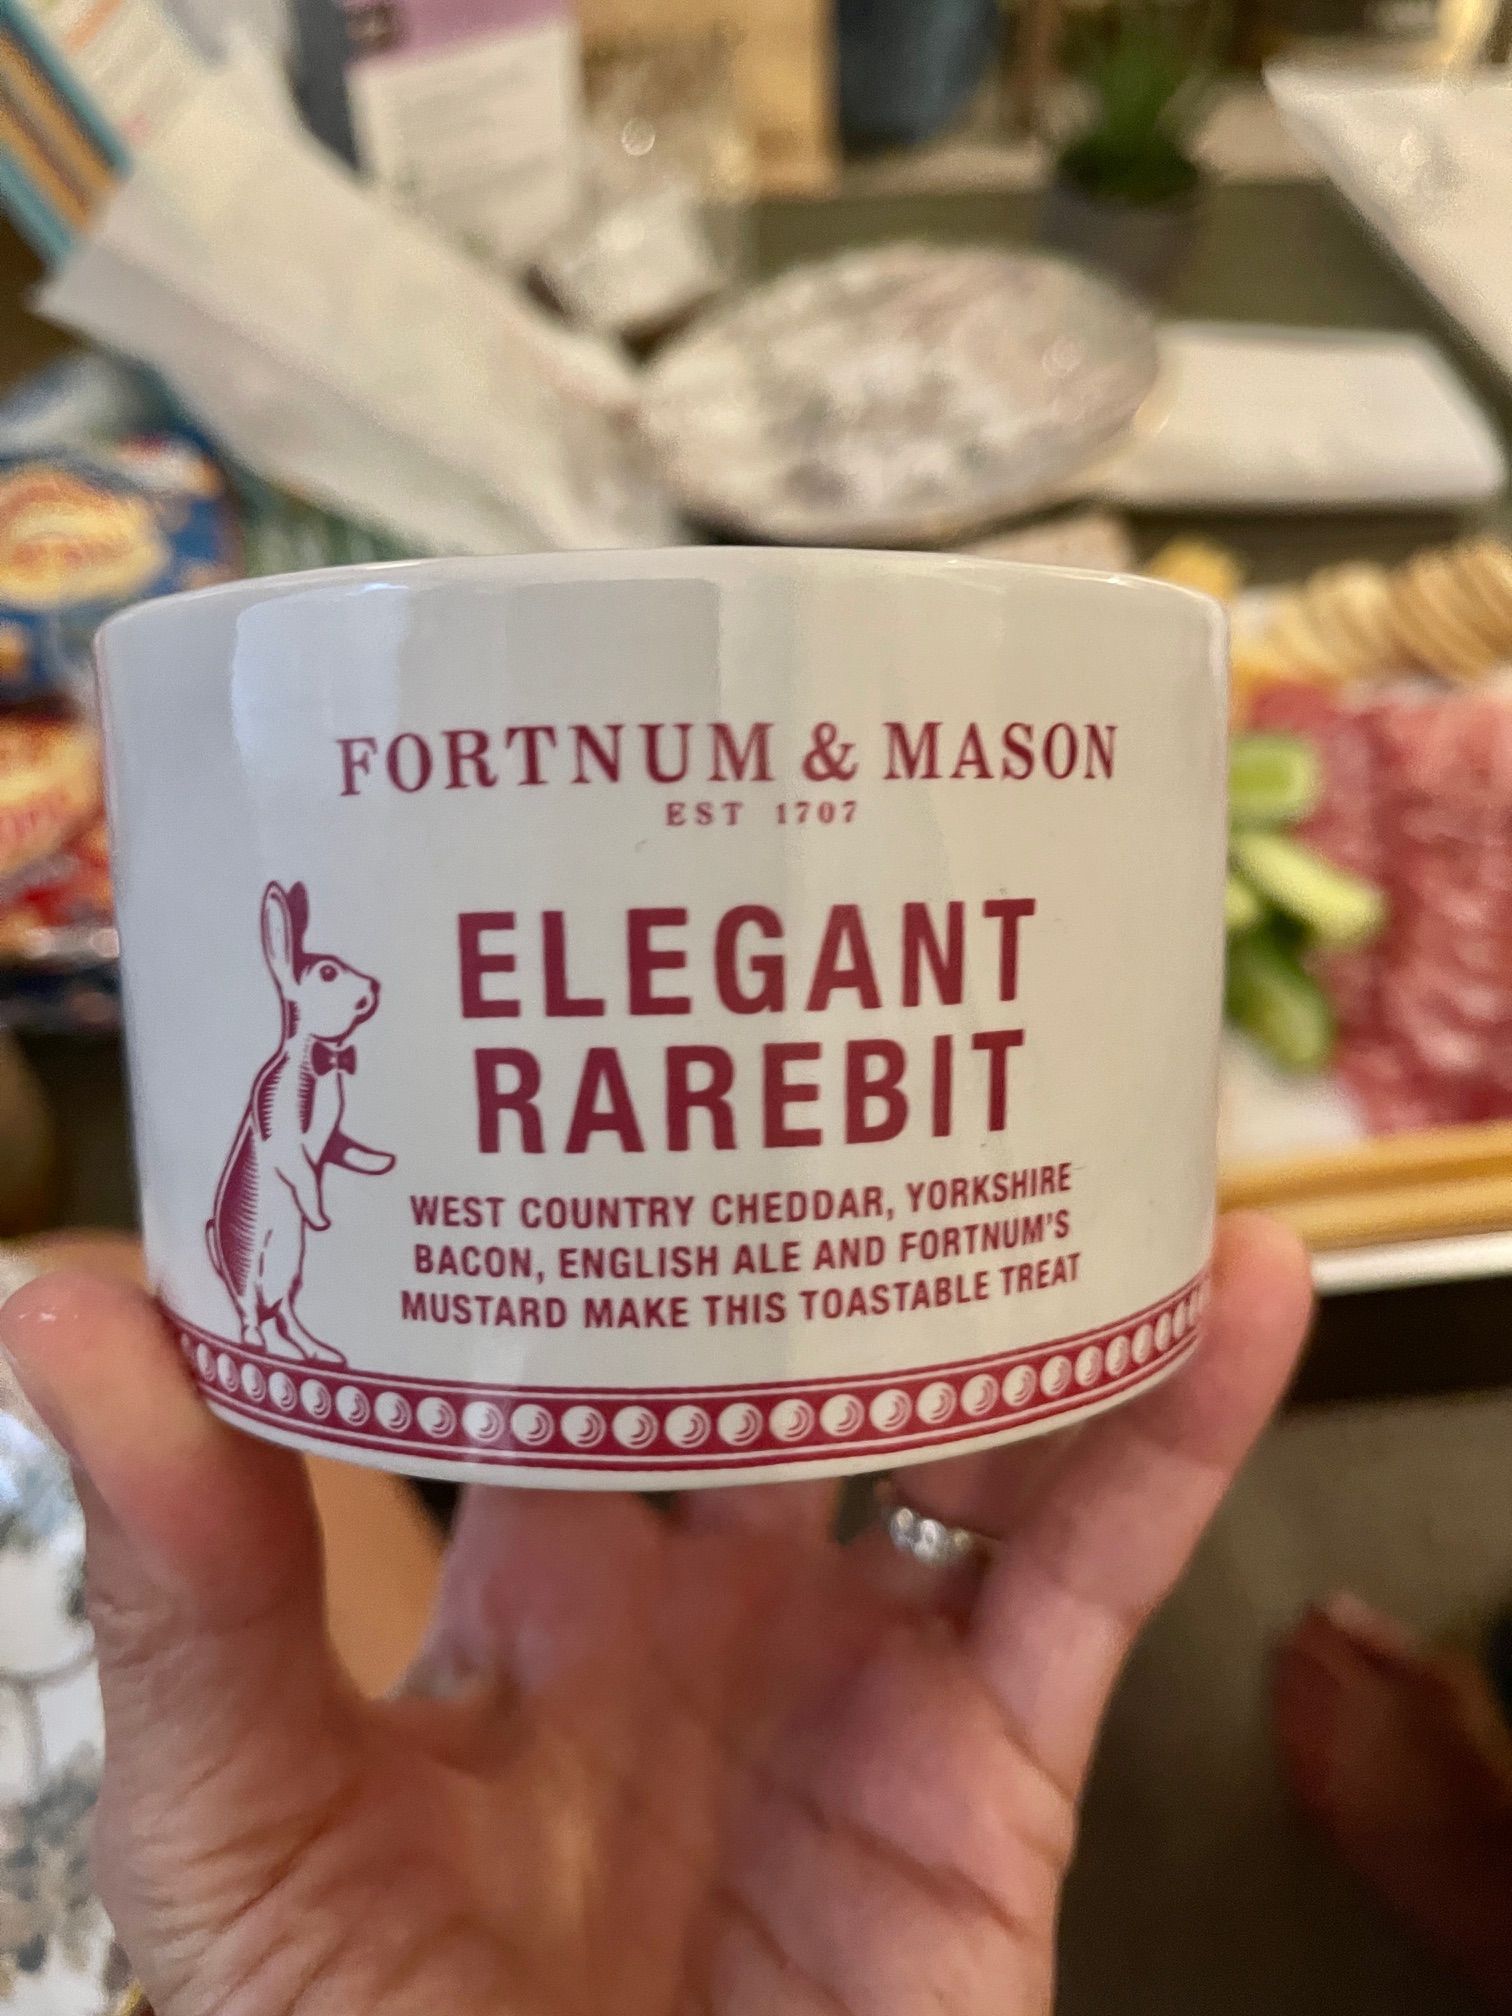 FORTNUM & MASON
EST 1707
ELEGANT
RAREBIT
WEST COUNTRY CHEDDAR, YORKSHIRE
BACON, ENGLISH ALE AND FORTNUM'S
MUSTARD MAKE THIS TOASTABLE TREAT